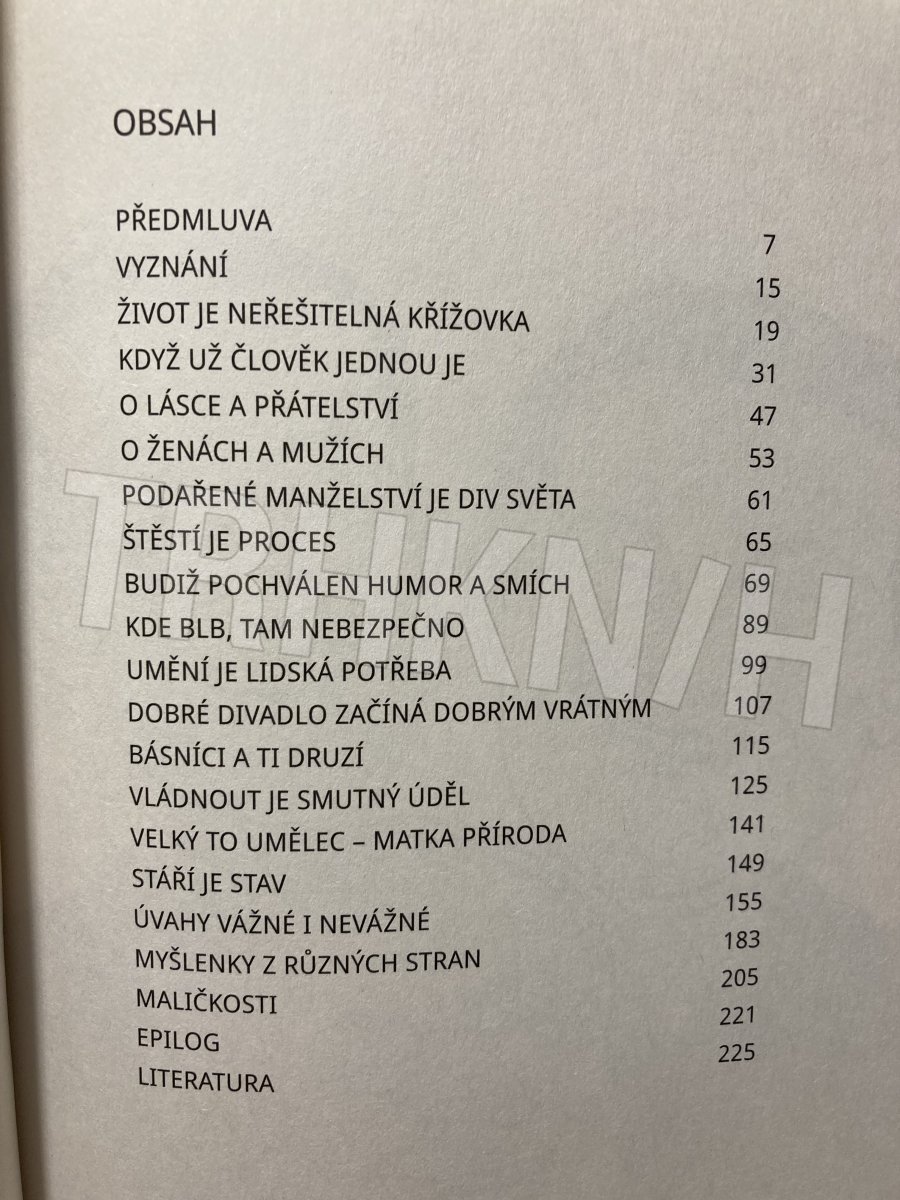 OBSAH
PŘEDMLUVA 7
VYZNÁNÍ 15
ŽIVOT JE NEŘEŠITELNÁ KŘÍŽOVKA 19
KDYŽ UŽ ČLOVĚK JEDNOU JE 31
O LÁSCE A PŘÁTELSTVÍ 47
O ŽENÁCH A MUŽÍCH 53
PODAŘENÉ MANŽELSTVÍ JE DIV SVĚTA 61
ŠTĚSTÍ JE PROCES 65
BUDIŽ POCHVÁLEN HUMOR A SMÍCH 69
KDE BLB, TAM NEBEZPEČNO 89
UMĚNÍ JE LIDSKÁ POTŘEBA 99
DOBRÉ DIVADLO ZAČÍNÁ DOBRÝM VRÁTNÝM 107
BÁSNÍCI A TI DRUZÍ 115
VLÁDNOUT JE SMUTNÝ ÚDĚL 125
VELKÝ TO UMĚLEC – MATKA PŘÍRODA 141
STÁŘÍ JE STAV 149
ÚVAHY VÁŽNÉ I NEVÁŽNÉ 155
MYŠLENKY Z RŮZNÝCH STRAN 183
MALIČKOSTI 205
EPILOG 221
LITERATURA 225
TRHKNIH